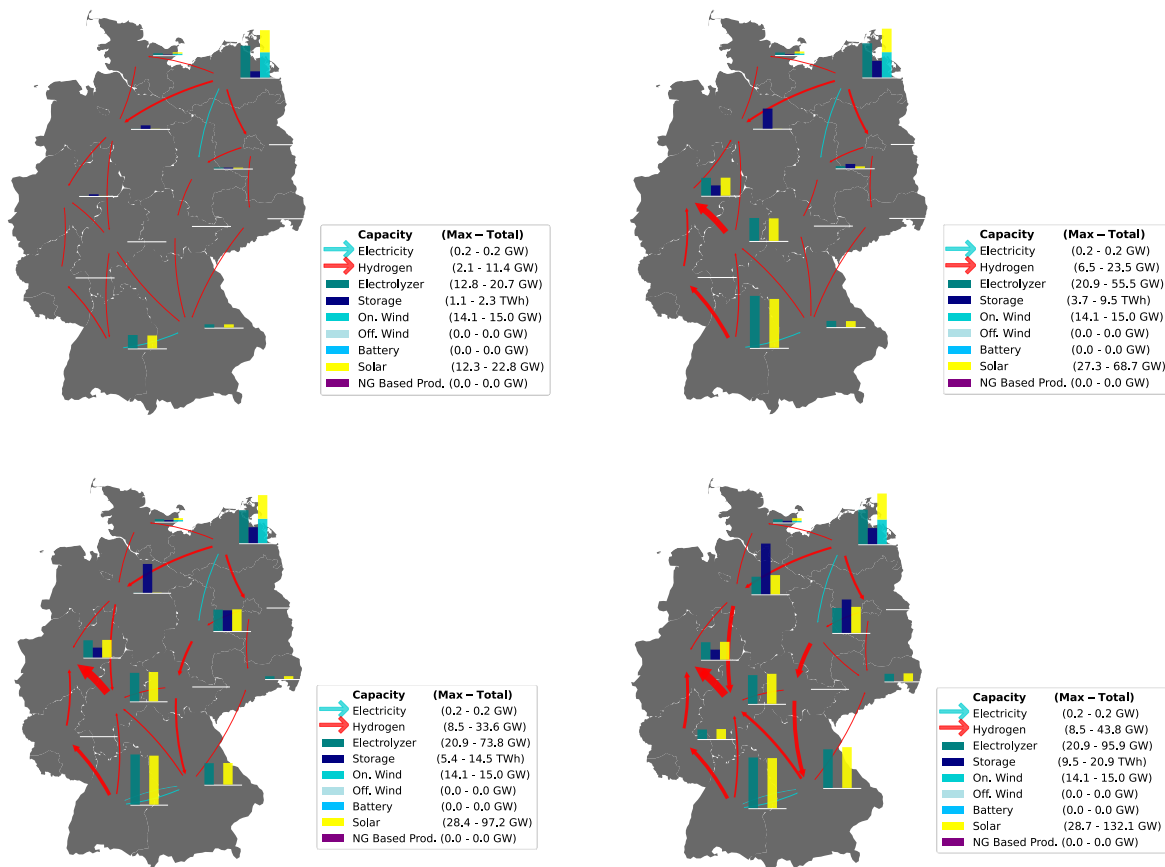 Capacity (Max − Total)
Electricity (0.2 - 0.2 GW)
Hydrogen (2.1 - 11.4 GW)
Electrolyzer (12.8 - 20.7 GW)
Storage (1.1 - 2.3 TWh)
On. Wind (14.1 - 15.0 GW)
Off. Wind (0.0 - 0.0 GW)
Battery (0.0 - 0.0 GW)
Solar (12.3 - 22.8 GW)
NG Based Prod. (0.0 - 0.0 GW)
Capacity (Max − Total)
Electricity (0.2 - 0.2 GW)
Hydrogen (6.5 - 23.5 GW)
Electrolyzer (20.9 - 55.5 GW)
Storage (3.7 - 9.5 TWh)
On. Wind (14.1 - 15.0 GW)
Off. Wind (0.0 - 0.0 GW)
Battery (0.0 - 0.0 GW)
Solar (27.3 - 68.7 GW)
NG Based Prod. (0.0 - 0.0 GW)
Capacity (Max − Total)
Electricity (0.2 - 0.2 GW)
Hydrogen (8.5 - 33.6 GW)
Electrolyzer (20.9 - 73.8 GW)
Storage (5.4 - 14.5 TWh)
On. Wind (14.1 - 15.0 GW)
Off. Wind (0.0 - 0.0 GW)
Battery (0.0 - 0.0 GW)
Solar (28.4 - 97.2 GW)
NG Based Prod. (0.0 - 0.0 GW)
Capacity (Max − Total)
Electricity (0.2 - 0.2 GW)
Hydrogen (8.5 - 43.8 GW)
Electrolyzer (20.9 - 95.9 GW)
Storage (9.5 - 20.9 TWh)
On. Wind (14.1 - 15.0 GW)
Off. Wind (0.0 - 0.0 GW)
Battery (0.0 - 0.0 GW)
Solar (28.7 - 132.1 GW)
NG Based Prod. (0.0 - 0.0 GW)